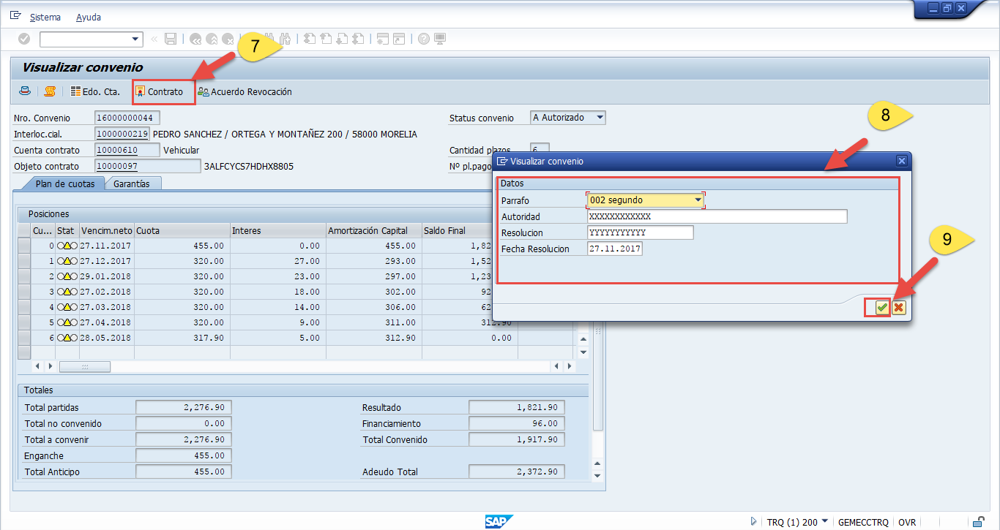 Sistema Ayuda
7
Visualizar convenio
Edo. Cta. Contrato Acuerdo Revocación
Nro. Convenio 16000000044 Status convenio A Autorizado
Interloc.cial. 1000000219 PEDRO SANCHEZ / ORTEGA Y MONTAÑEZ 200 / 58000 MORELIA
8
Cuenta contrato 10000610 Vehicular Cantidad plazos 6
Objeto contrato 10000097 3ALFCYCS7HDHX8805 Nº pl.pago
Plan de cuotas Garantías
Visualizar convenio
Datos
Parrafo 002 segundo
Autoridad XXXXXXXXXXXX
Resolucion YYYYYYYYYYY
Fecha Resolucion 27.11.2017
9
Posiciones
Cu... Stat Vencim.neto Cuota Interes Amortización Capital Saldo Final
0 27.11.2017 455.00 0.00 455.00 1,82
1 27.12.2017 320.00 27.00 293.00 1,52
2 29.01.2018 320.00 23.00 297.00 1,23
3 27.02.2018 320.00 18.00 302.00 92
4 27.03.2018 320.00 14.00 306.00 62
5 27.04.2018 320.00 9.00 311.00 312.90
6 28.05.2018 317.90 5.00 312.90 0.00
Totales
Total partidas 2,276.90 Resultado 1,821.90
Total no convenido 0.00 Financiamiento 96.00
Total a convenir 2,276.90 Total Convenido 1,917.90
Enganche 455.00
Total Anticipo 455.00 Adeudo Total 2,372.90
SAP TRQ (1) 200 GEMECCTRQ OVR